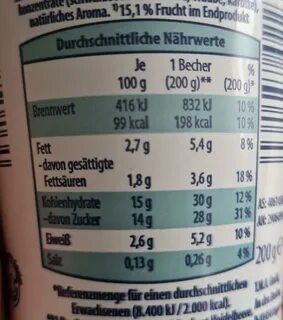 natürliches Aroma. ¹⁾15,1 % Frucht im Endprodukt
Durchschnittliche Nährwerte
Je 1 Becher %
100 g (200 g)** (200 g)*
Brennwert 416 kJ 832 kJ 10 %
99 kcal 198 kcal 10 %
Fett 2,7 g 5,4 g 8 %
-davon gesättigte
Fettsäuren 1,8 g 3,6 g 18 %
Kohlenhydrate 15 g 30 g 12 %
-davon Zucker 14 g 28 g 31 %
Eiweiß 2,6 g 5,2 g 10 %
Salz 0,13 g 0,26 g 4 %
*Referenzmenge für einen durchschnittlichen
Erwachsenen (8.400 kJ / 2.000 kcal).
200 g